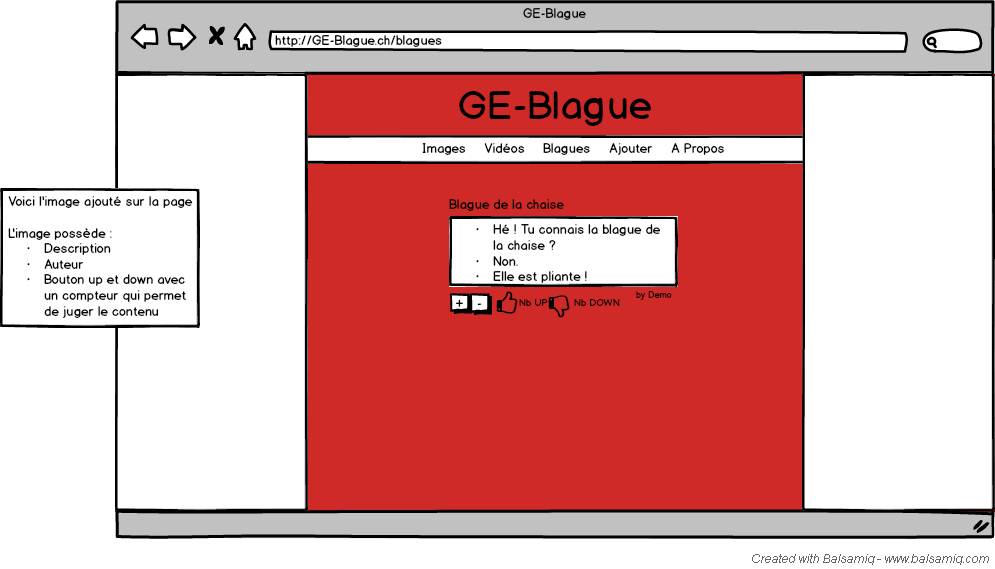 GE-Blague
http://GE-Blague.ch/blagues
GE-Blague
Images Vidéos Blagues Ajouter A Propos
Voici l'image ajouté sur la page
L'image possède :
· Description
· Auteur
· Bouton up et down avec
un compteur qui permet
de juger le contenu
Blague de la chaise
· Hé ! Tu connais la blague de
la chaise ?
· Non.
· Elle est pliante !
+ - Nb UP Nb DOWN by Demo
Created with Balsamiq - www.balsamiq.com